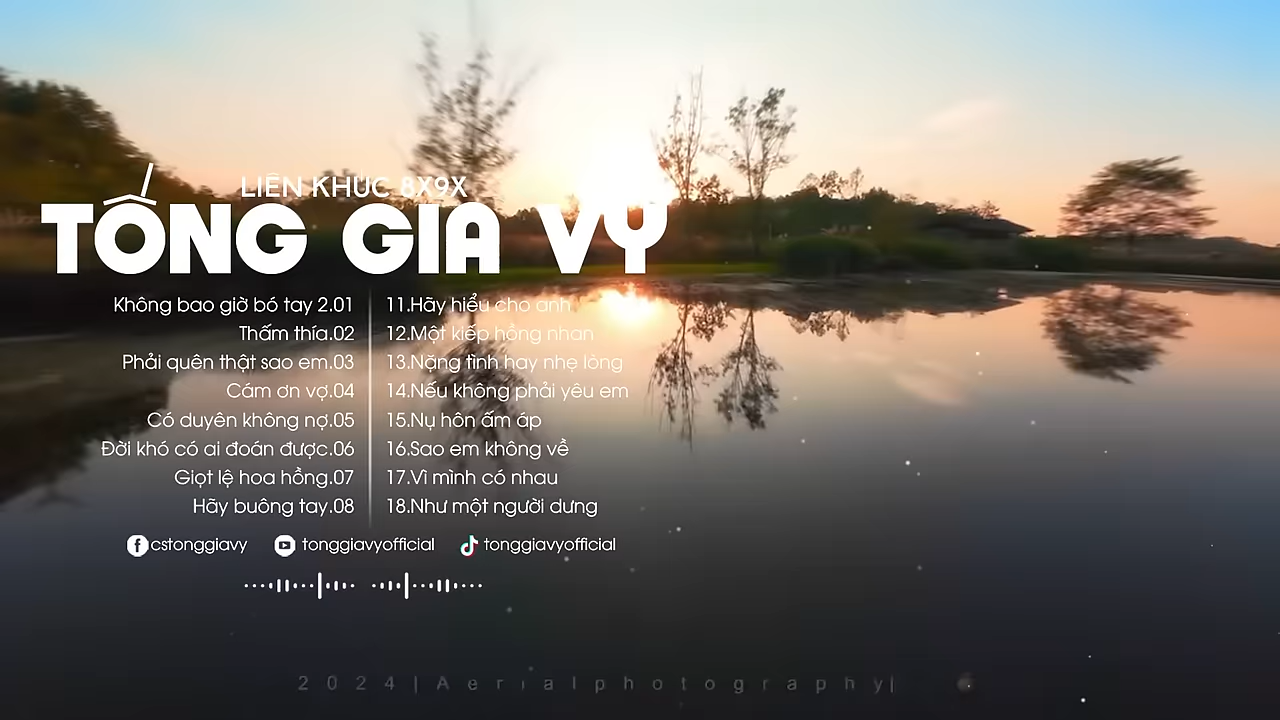 LIÊN KHÚC 8X9X
TỐNG GIA VỸ
Không bao giờ bó tay 2.01
Thấm thía.02
Phải quên thật sao em.03
Cám ơn vợ.04
Có duyên không nợ.05
Đời khó có ai đoán được.06
Giọt lệ hoa hồng.07
Hãy buông tay.08
11.Hãy hiểu cho anh
12.Một kiếp hồng nhan
13.Nặng tình hay nhẹ lòng
14.Nếu không phải yêu em
15.Nụ hôn ấm áp
16.Sao em không về
17.Vì mình có nhau
18.Như một người dưng
cstonggiavy
tonggiavyofficial
tonggiavyofficial
2024|Aerialphotography|